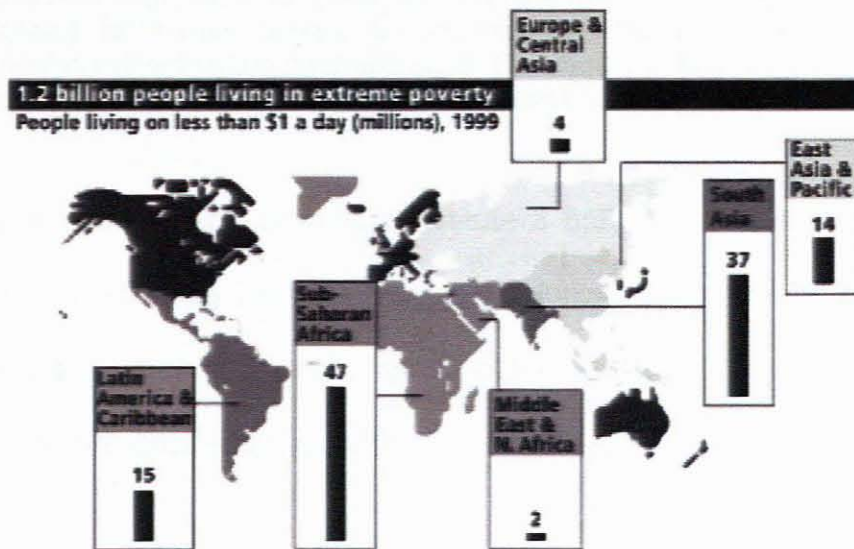 Europe &
Central
Asia
4
1.2 billion people living in extreme poverty
People living on less than $1 a day (millions), 1999
East
Asia &
Pacific
14
South
Asia
37
Sub-
Saharan
Africa
47
Latin
America &
Caribbean
15
Middle
East &
N. Africa
2